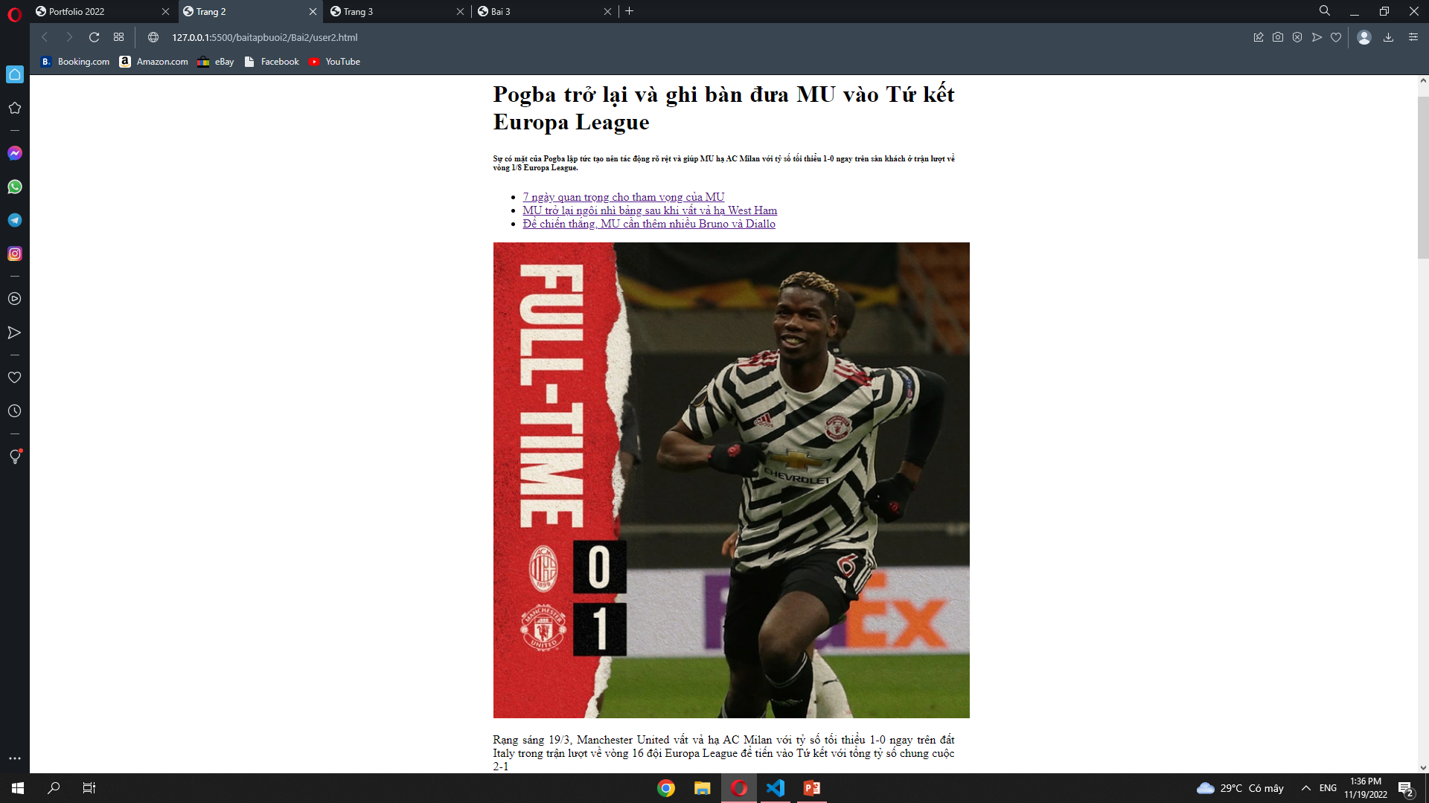 Portfolio 2022
Trang 2
Trang 3
Bai 3
127.0.0.1:5500/baitapbuoi2/Bai2/user2.html
B. Booking.com
a Amazon.com
eBay
Facebook
YouTube
Pogba trở lại và ghi bàn đưa MU vào Tứ kết
Europa League
Sự có mặt của Pogba lập tức tạo nên tác động rõ rệt và giúp MU hạ AC Milan với tỷ số tối thiểu 1-0 ngay trên sân khách ở trận lượt về
vòng 1/8 Europa League.
7 ngày quan trọng cho tham vọng của MU
MU trở lại ngôi nhì bảng sau khi vất vả hạ West Ham
Để chiến thắng, MU cần thêm nhiều Bruno và Diallo
FULL-TIME
0
1
MANCHESTER
UNITED
CHEVROLET
6
FedEx
Rạng sáng 19/3, Manchester United vất vả hạ AC Milan với tỷ số tối thiểu 1-0 ngay trên đất
Italy trong trận lượt về vòng 16 đội Europa League để tiến vào Tứ kết với tổng tỷ số chung cuộc
2-1
29°C Có mây
ENG
1:36 PM
11/19/2022
2